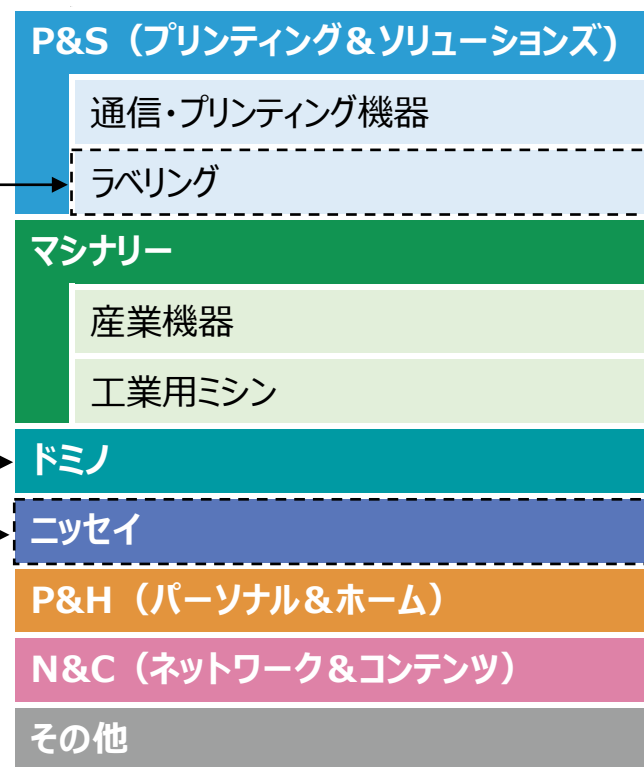 P&S（プリンティング＆ソリューションズ)
通信・プリンティング機器
ラベリング
マシナリー
産業機器
工業用ミシン
ドミノ
ニッセイ
P&H（パーソナル＆ホーム）
N&C（ネットワーク＆コンテンツ）
その他